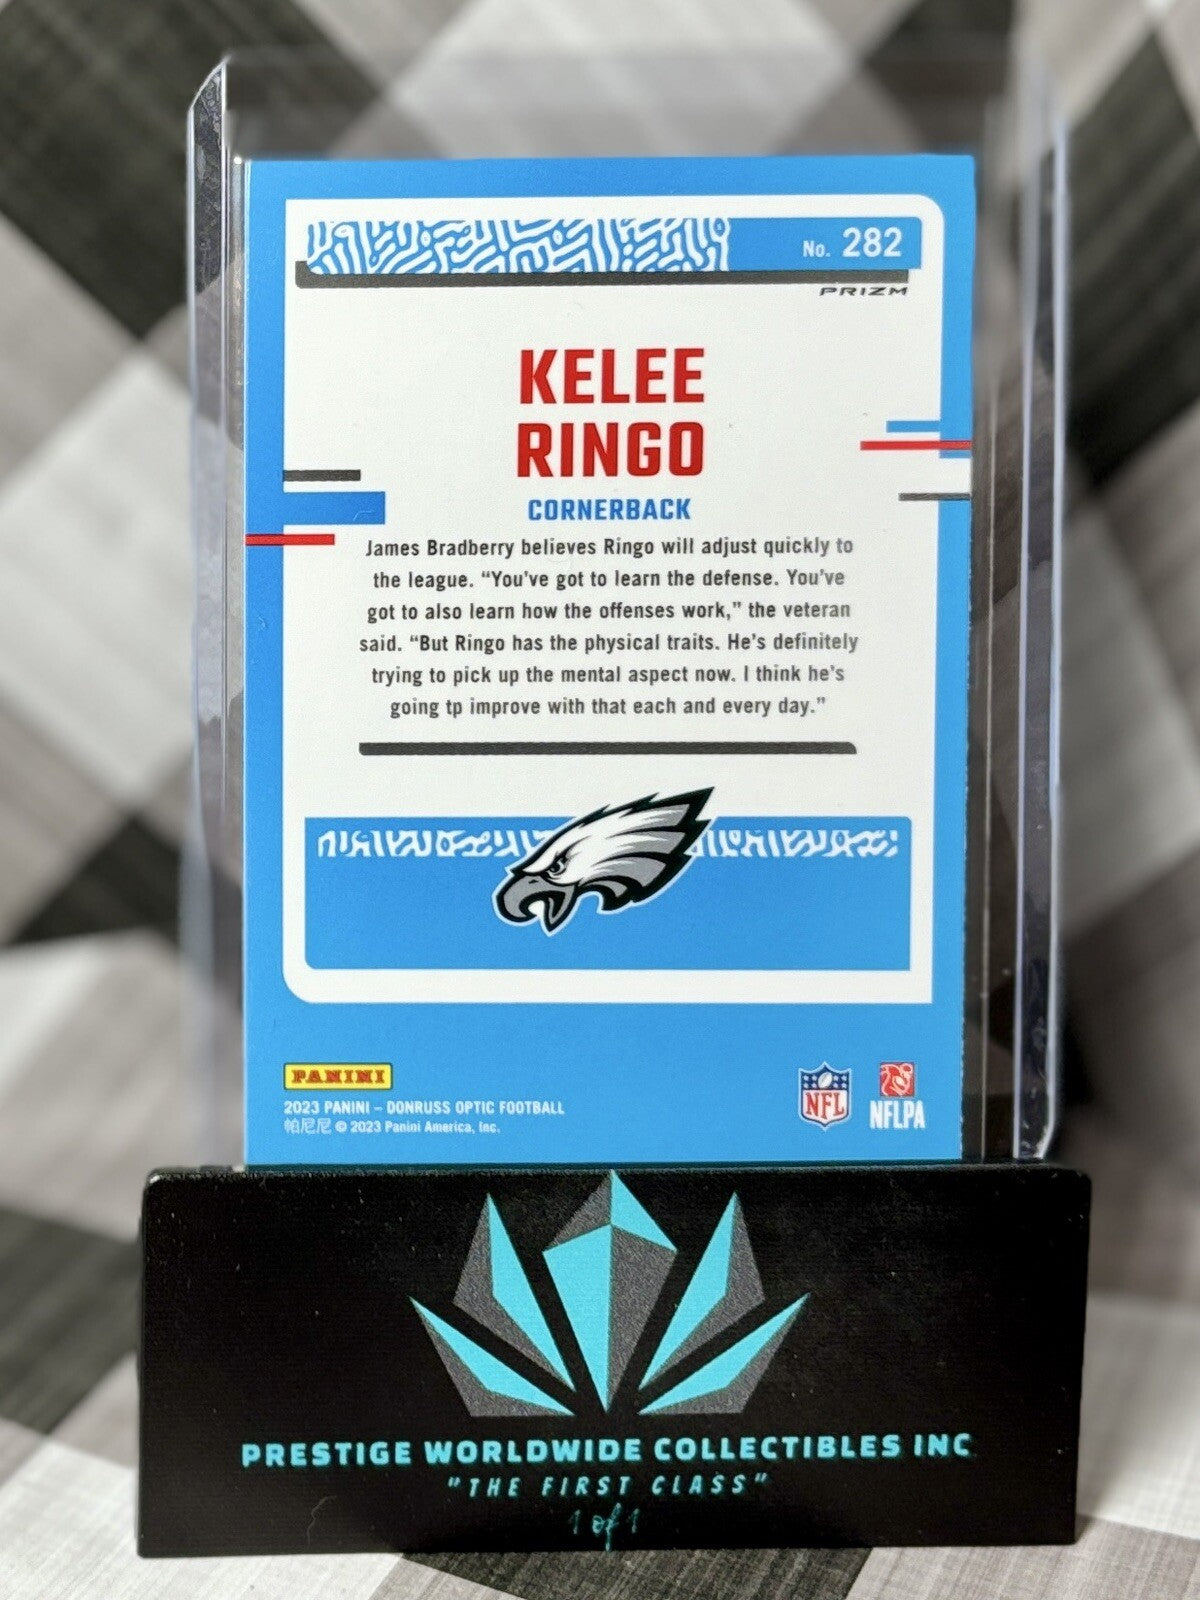 No. 282
PRIZM
KELEE
RINGO
CORNERBACK
James Bradberry believes Ringo will adjust quickly to
the league. “You’ve got to learn the defense. You’ve
got to also learn how the offenses work,” the veteran
said. “But Ringo has the physical traits. He’s definitely
trying to pick up the mental aspect now. I think he’s
going tp improve with that each and every day.”
PANINI
2023 PANINI – DONRUSS OPTIC FOOTBALL
帕尼尼 © 2023 Panini America, Inc.
NFL
NFLPA
PRESTIGE WORLDWIDE COLLECTIBLES INC
"THE FIRST CLASS"
1 of 1